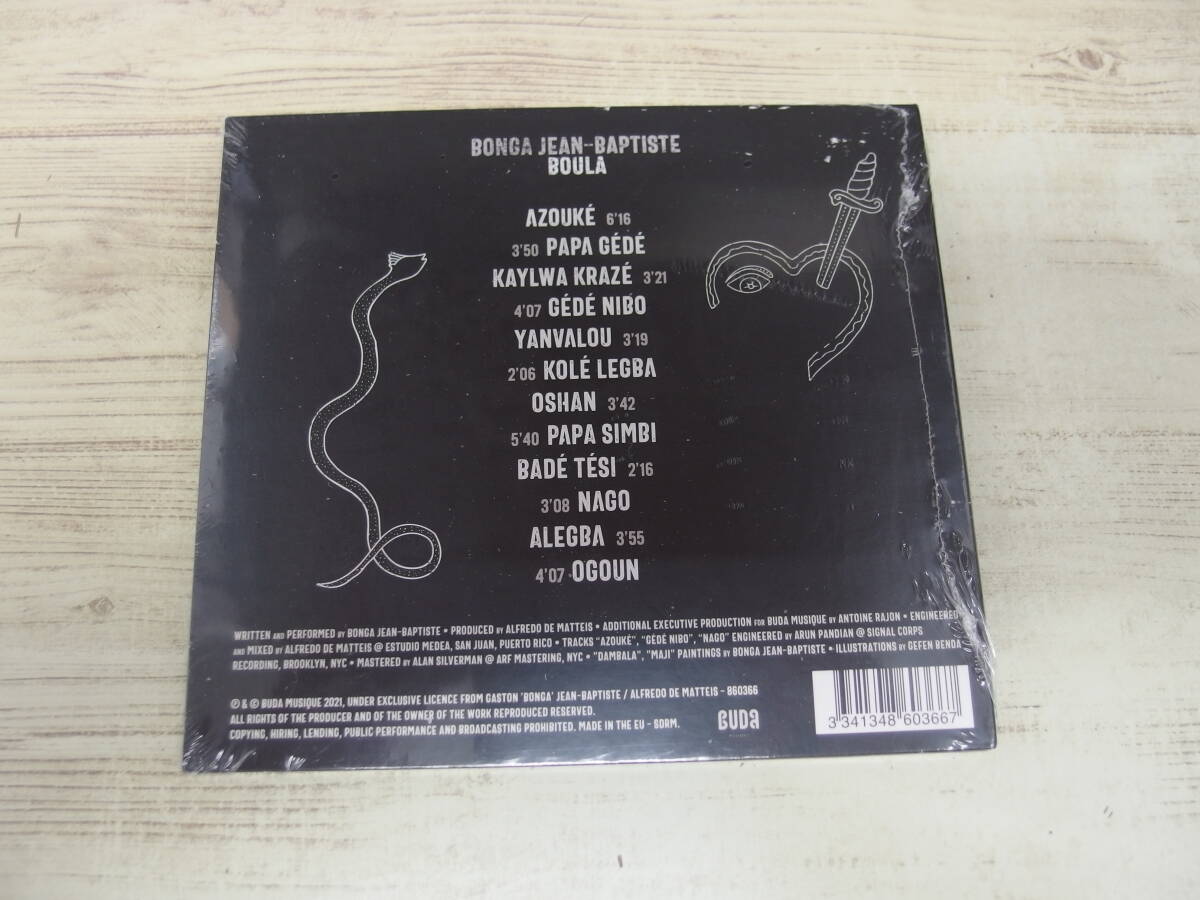 BONGA JEAN-BAPTISTE
BOULA
AZOUKÉ 6'16
3'50 PAPA GÉDÉ
KAYLWA KRAZÉ 3'21
4'07 GÉDÉ NIBO
YANVALOU 3'19
2'06 KOLÉ LEGBA
OSHAN 3'42
5'40 PAPA SIMBI
BADÉ TÉSI 2'16
3'08 NAGO
ALEGBA 3'55
4'07 OGOUN
WRITTEN AND PERFORMED BY BONGA JEAN-BAPTISTE • PRODUCED BY ALFREDO DE MATTEIS • ADDITIONAL EXECUTIVE PRODUCTION FOR BUDA MUSIQUE BY ANTOINE RAJON • ENGINEERED
AND MIXED BY ALFREDO DE MATTEIS @ ESTUDIO MEDEA, SAN JUAN, PUERTO RICO • TRACKS "AZOUKÉ", "GÉDÉ NIBO", "NAGO" ENGINEERED BY ARUN PANDIAN @ SIGNAL CORPS
RECORDING, BROOKLYN, NYC • MASTERED BY ALAN SILVERMAN @ ARF MASTERING, NYC • "DAMBALA", "MAJI" PAINTINGS BY BONGA JEAN-BAPTISTE • ILLUSTRATIONS BY GEFEN BENDA
℗ & © BUDA MUSIQUE 2021, UNDER EXCLUSIVE LICENCE FROM GASTON 'BONGA' JEAN-BAPTISTE / ALFREDO DE MATTEIS - 860366
ALL RIGHTS OF THE PRODUCER AND OF THE OWNER OF THE WORK REPRODUCED RESERVED.
COPYING, HIRING, LENDING, PUBLIC PERFORMANCE AND BROADCASTING PROHIBITED. MADE IN THE EU - SDRM.
BUDA
3 341348 603667